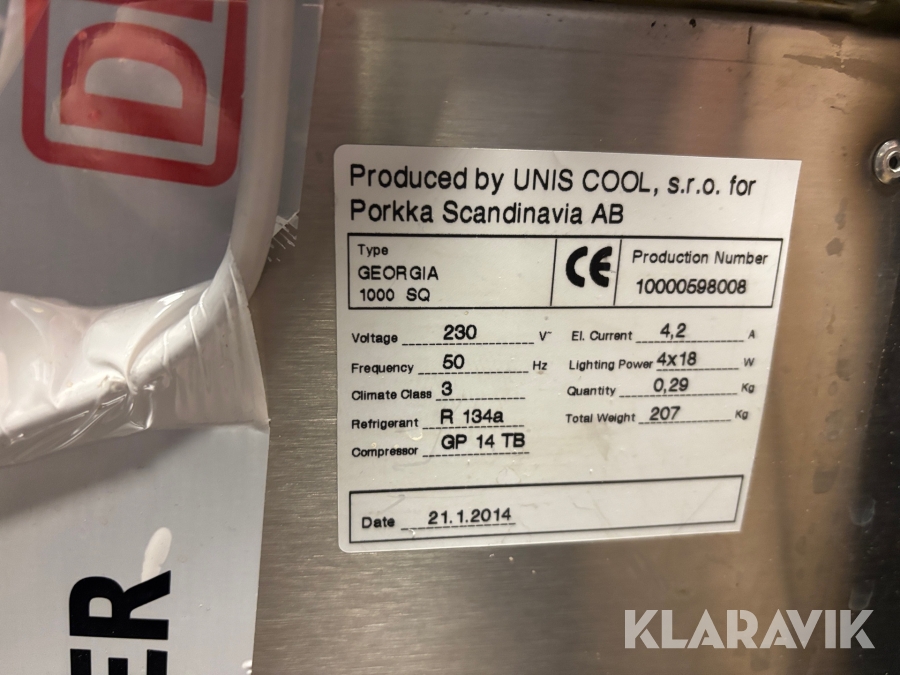 Produced by UNIS COOL, s.r.o. for
Porkka Scandinavia AB
Type
GEORGIA
1000 SQ
CE
Production Number
10000598008
Voltage 230 V~
El. Current 4,2 A
Frequency 50 Hz
Lighting Power 4x18 W
Climate Class 3
Quantity 0,29 Kg
Refrigerant R 134a
Total Weight 207 Kg
Compressor GP 14 TB
Date 21.1.2014
ER
KLARAVIK